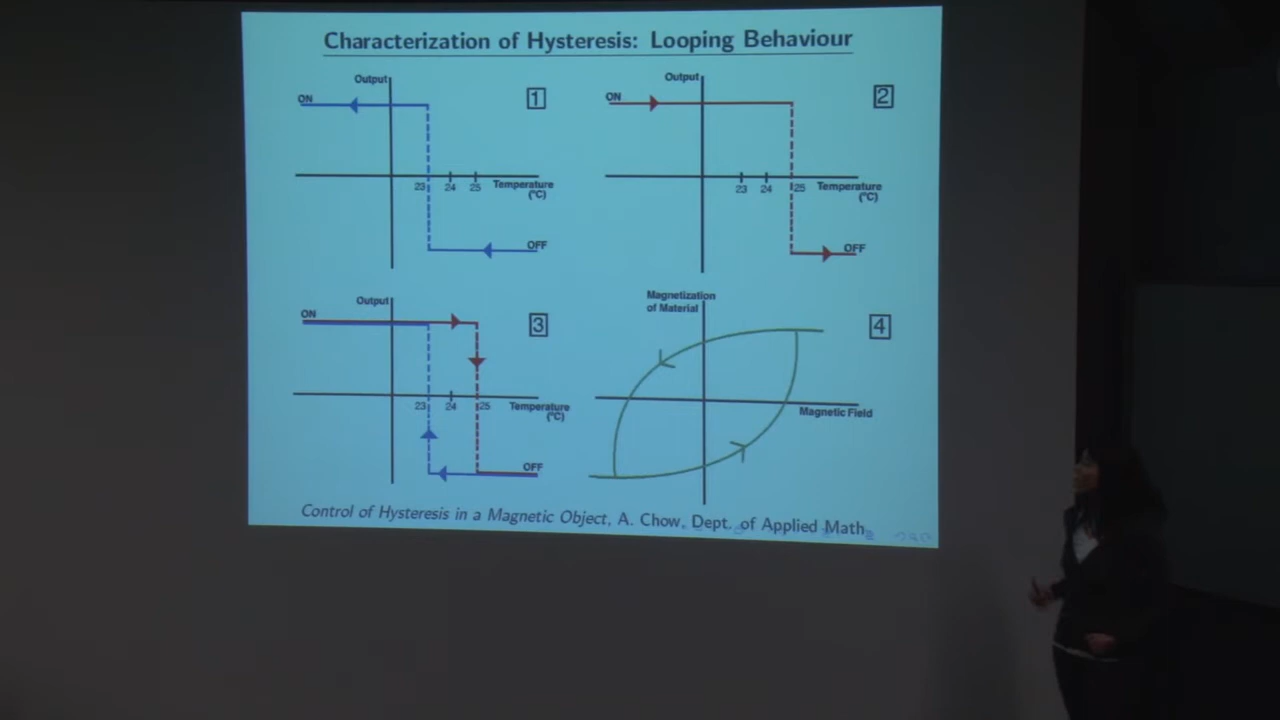 Characterization of Hysteresis: Looping Behaviour
Output
ON
1
23 24 25 Temperature
(°C)
OFF
Output
ON
2
23 24 25 Temperature
(°C)
OFF
Output
ON
3
23 24 25 Temperature
(°C)
OFF
Magnetization
of Material
4
Magnetic Field
Control of Hysteresis in a Magnetic Object, A. Chow, Dept. of Applied Math